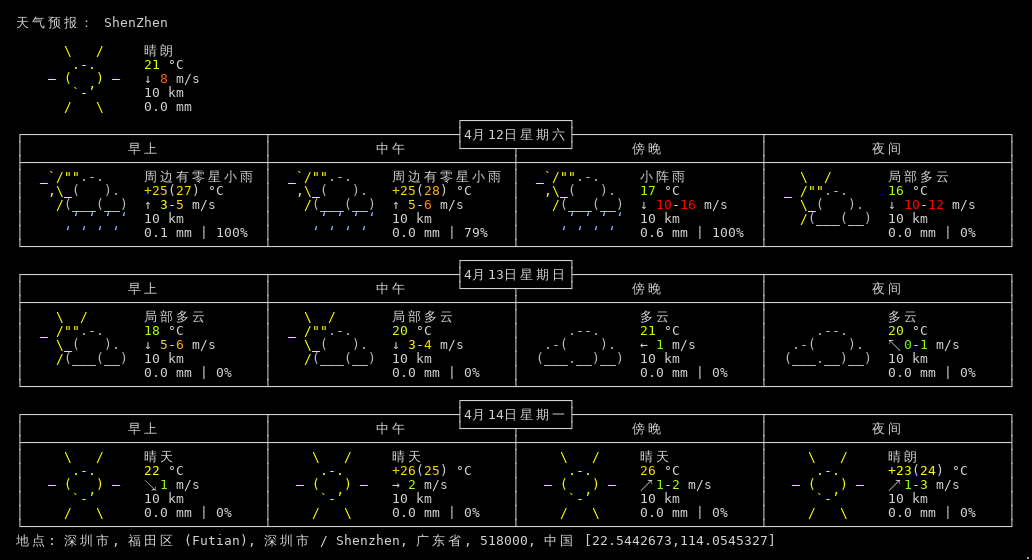 天气预报： ShenZhen
晴朗
21 °C
↓ 8 m/s
10 km
0.0 mm
4月12日星期六
早上 中午 傍晚 夜间
周边有零星小雨 周边有零星小雨 小阵雨 局部多云
+25(27) °C +25(28) °C 17 °C 16 °C
↑ 3-5 m/s ↑ 5-6 m/s ↓ 10-16 m/s ↓ 10-12 m/s
10 km 10 km 10 km 10 km
0.1 mm | 100% 0.0 mm | 79% 0.6 mm | 100% 0.0 mm | 0%
4月13日星期日
早上 中午 傍晚 夜间
局部多云 局部多云 多云 多云
18 °C 20 °C 21 °C 20 °C
↓ 5-6 m/s ↓ 3-4 m/s ← 1 m/s ↖ 0-1 m/s
10 km 10 km 10 km 10 km
0.0 mm | 0% 0.0 mm | 0% 0.0 mm | 0% 0.0 mm | 0%
4月14日星期一
早上 中午 傍晚 夜间
晴天 晴天 晴天 晴朗
22 °C +26(25) °C 26 °C +23(24) °C
↘ 1 m/s → 2 m/s ↗ 1-2 m/s ↗ 1-3 m/s
10 km 10 km 10 km 10 km
0.0 mm | 0% 0.0 mm | 0% 0.0 mm | 0% 0.0 mm | 0%
地点: 深圳市, 福田区 (Futian), 深圳市 / Shenzhen, 广东省, 518000, 中国 [22.5442673,114.0545327]